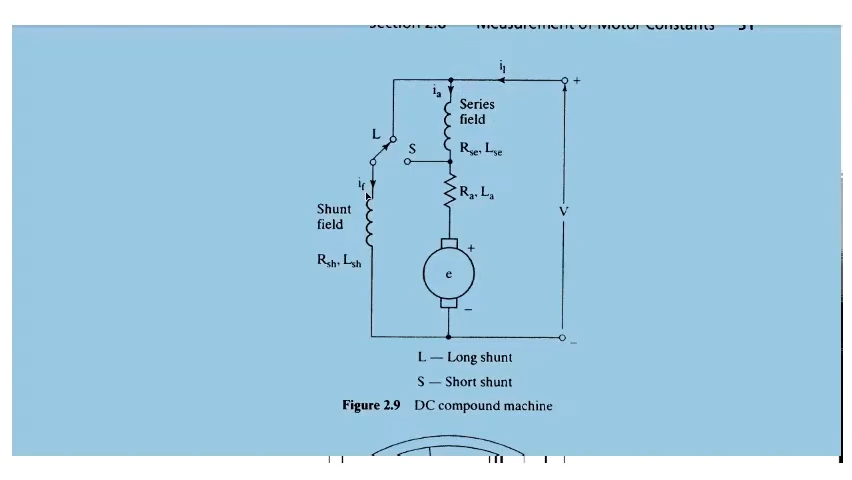 i_l
+
i_a
Series
field
L
S
R_se, L_se
i_f
R_a, L_a
Shunt
field
V
+
R_sh, L_sh
e
–
–
L — Long shunt
S — Short shunt
Figure 2.9 DC compound machine